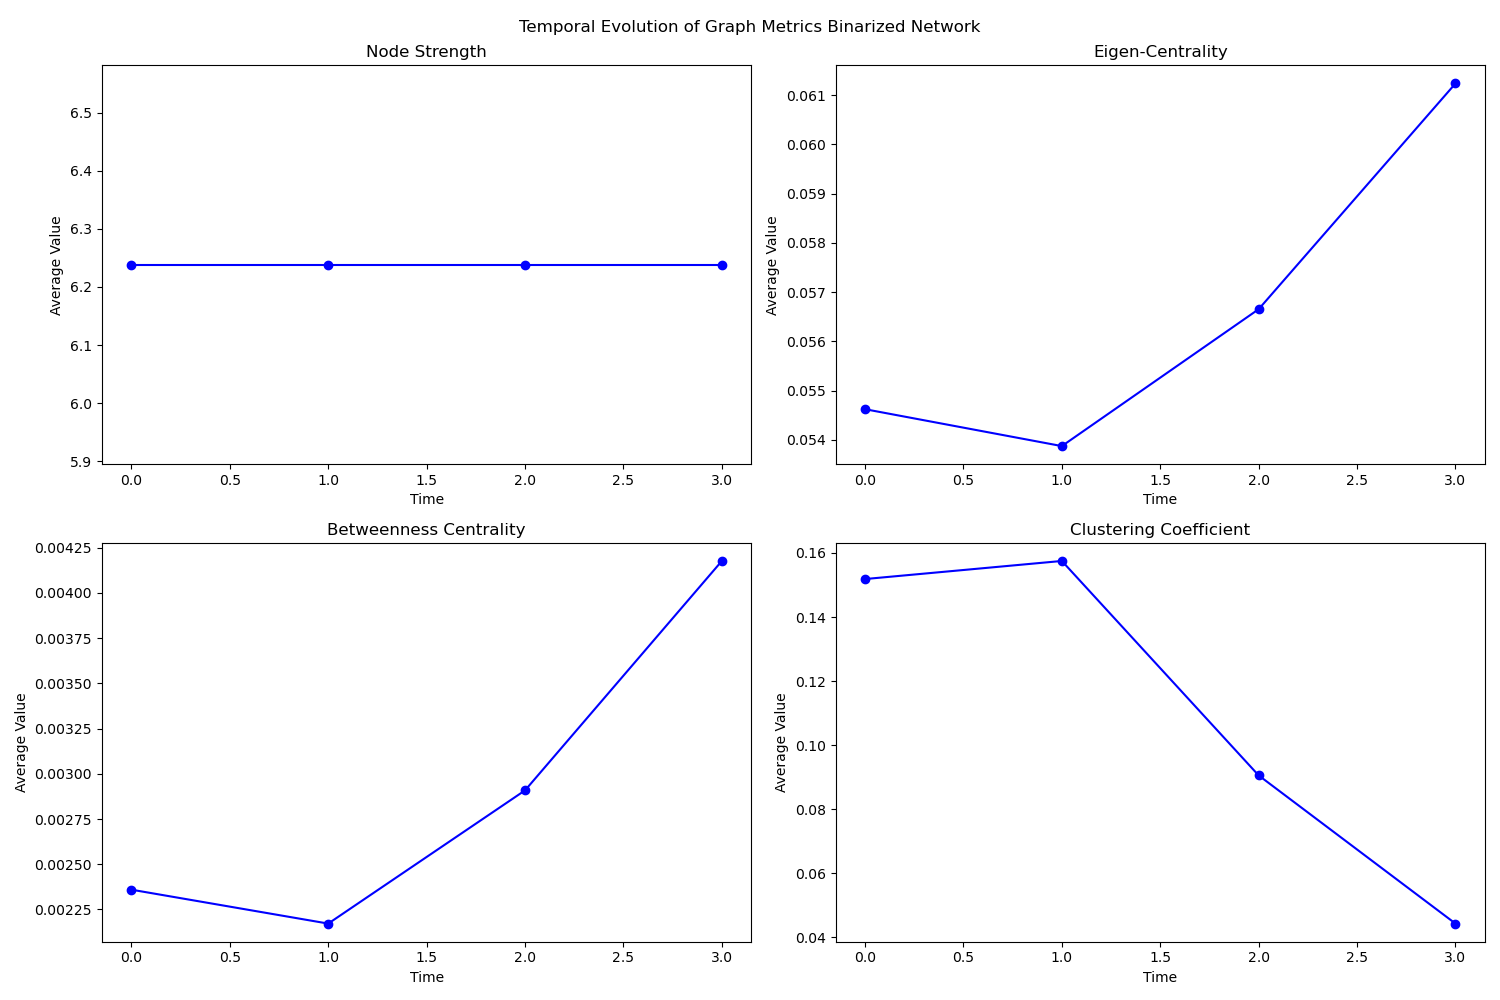 Temporal Evolution of Graph Metrics Binarized Network
Node Strength
6.5
6.4
6.3
6.2
6.1
6.0
5.9
Average Value
0.0 0.5 1.0 1.5 2.0 2.5 3.0
Time
Eigen-Centrality
0.061
0.060
0.059
0.058
0.057
0.056
0.055
0.054
Average Value
0.0 0.5 1.0 1.5 2.0 2.5 3.0
Time
Betweenness Centrality
0.00425
0.00400
0.00375
0.00350
0.00325
0.00300
0.00275
0.00250
0.00225
Average Value
0.0 0.5 1.0 1.5 2.0 2.5 3.0
Time
Clustering Coefficient
0.16
0.14
0.12
0.10
0.08
0.06
0.04
Average Value
0.0 0.5 1.0 1.5 2.0 2.5 3.0
Time